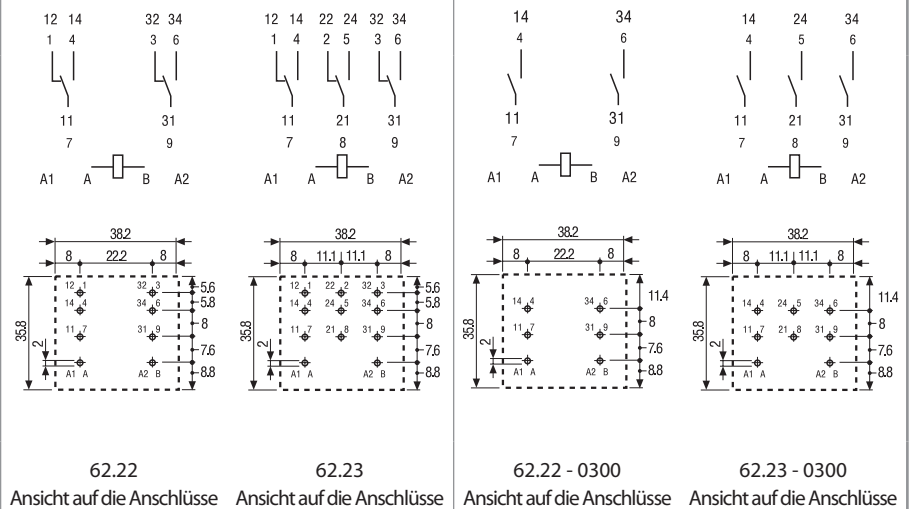 12 14 32 34 12 14 22 24 32 34 14 34 14 24 34
1 4 3 6 1 4 2 5 3 6 4 6 4 5 6
11 31 11 21 31 11 31 11 21 31
7 9 7 8 9 7 9 7 8 9
A1 A B A2 A1 A B A2 A1 A B A2 A1 A B A2
38.2 38.2 38.2 38.2
8 22.2 8 8 11.1 11.1 8 8 22.2 8 8 11.1 11.1 8
12 1 32 3 5.6 12 1 22 2 32 3 5.6
14 4 34 6 5.8 14 4 24 5 34 6 5.8 14 4 34 6 11.4 14 4 24 5 34 6 11.4
35.8 11 7 31 9 8 35.8 11 7 21 8 31 9 8 35.8 11 7 31 9 8 35.8 11 7 21 8 31 9 8
2 7.6 2 7.6 2 7.6 2 7.6
A1 A A2 B 8.8 A1 A A2 B 8.8 A1 A A2 B 8.8 A1 A A2 B 8.8
62.22 62.23 62.22 - 0300 62.23 - 0300
Ansicht auf die Anschlüsse Ansicht auf die Anschlüsse Ansicht auf die Anschlüsse Ansicht auf die Anschlüsse